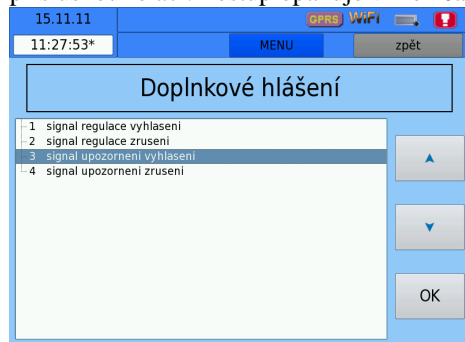 15.11.11 GPRS WiFi
11:27:53* MENU zpět
Doplnkové hlášení
1 signal regulace vyhlaseni
2 signal regulace zruseni
3 signal upozorneni vyhlaseni
4 signal upozorneni zruseni
OK